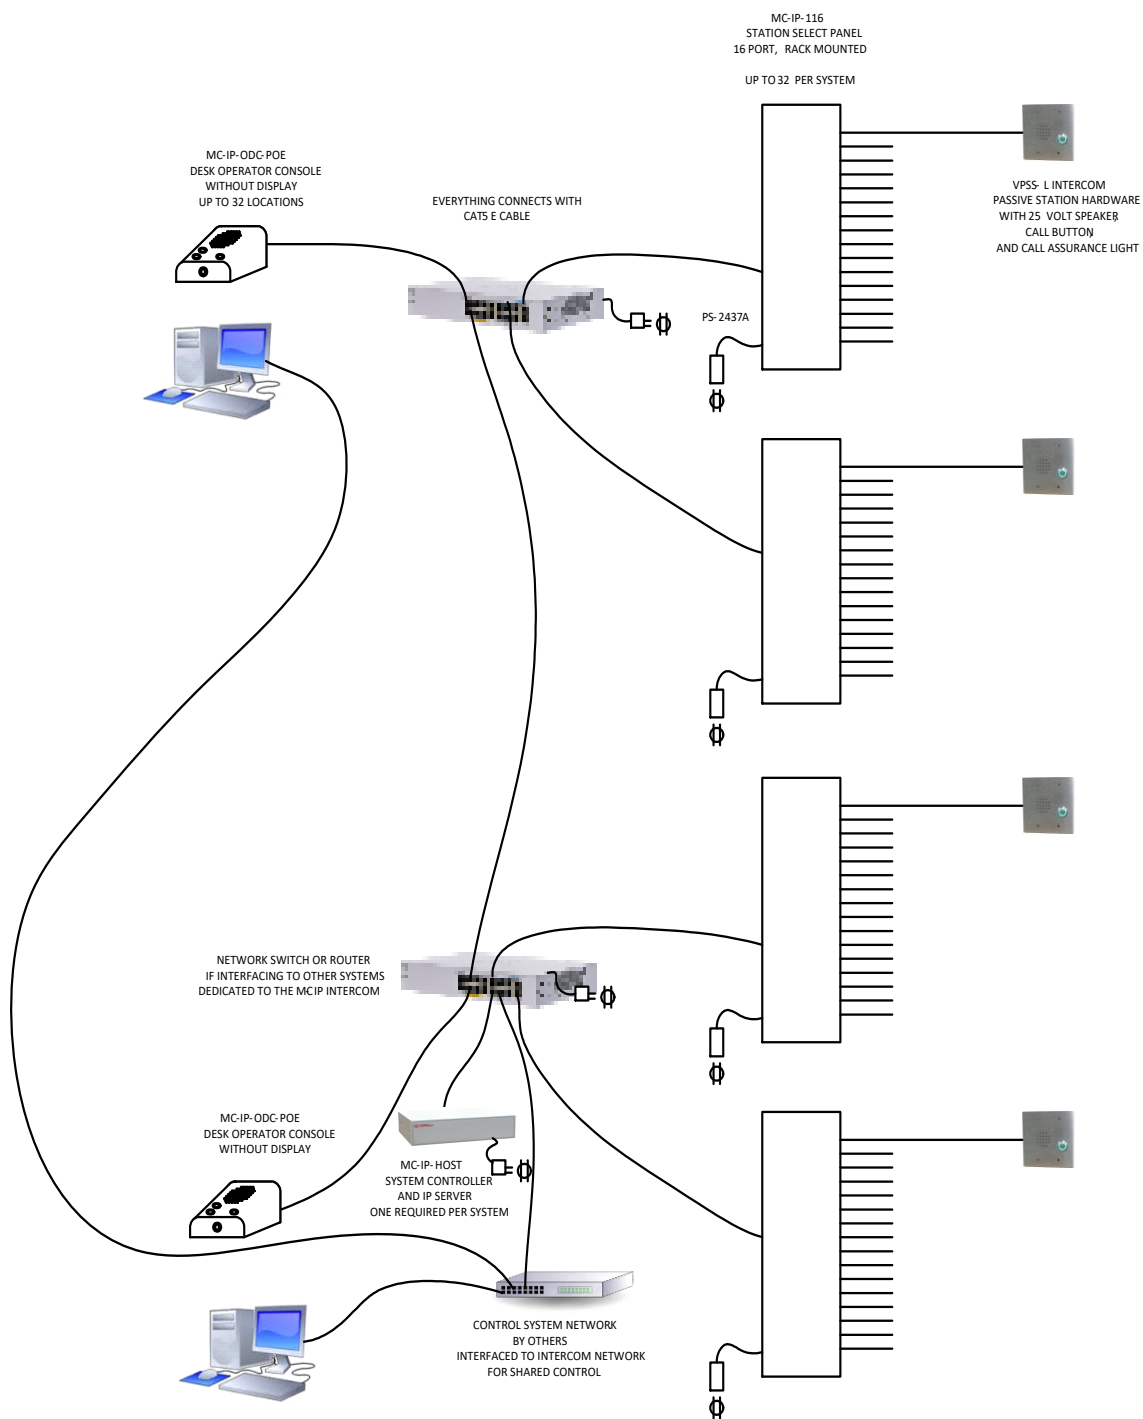 MC-IP-116
STATION SELECT PANEL
16 PORT, RACK MOUNTED
UP TO 32 PER SYSTEM
MC-IP-ODC-POE
DESK OPERATOR CONSOLE
WITHOUT DISPLAY
UP TO 32 LOCATIONS
EVERYTHING CONNECTS WITH
CAT5 E CABLE
VPSS- L INTERCOM
PASSIVE STATION HARDWARE
WITH 25 VOLT SPEAKER,
CALL BUTTON,
AND CALL ASSURANCE LIGHT
PS-2437A
NETWORK SWITCH OR ROUTER
IF INTERFACING TO OTHER SYSTEMS
DEDICATED TO THE MCIP INTERCOM
MC-IP-ODC-POE
DESK OPERATOR CONSOLE
WITHOUT DISPLAY
MC-IP-HOST
SYSTEM CONTROLLER
AND IP SERVER
ONE REQUIRED PER SYSTEM
CONTROL SYSTEM NETWORK
BY OTHERS
INTERFACED TO INTERCOM NETWORK
FOR SHARED CONTROL